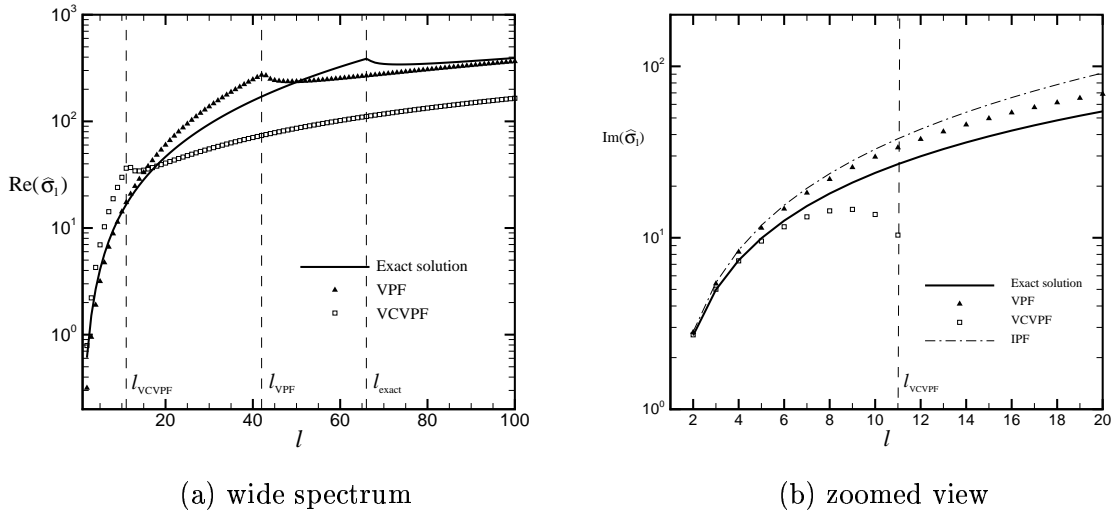 10³
10²
10¹
10⁰
Re(σ̂₁)
Exact solution
VPF
VCVPF
l_VCVPF
l_VPF
l_exact
20
40
60
80
100
l
(a) wide spectrum
10²
10¹
10⁰
Im(σ̂₁)
Exact solution
VPF
VCVPF
IPF
l_VCVPF
2
4
6
8
10
12
14
16
18
20
l
(b) zoomed view